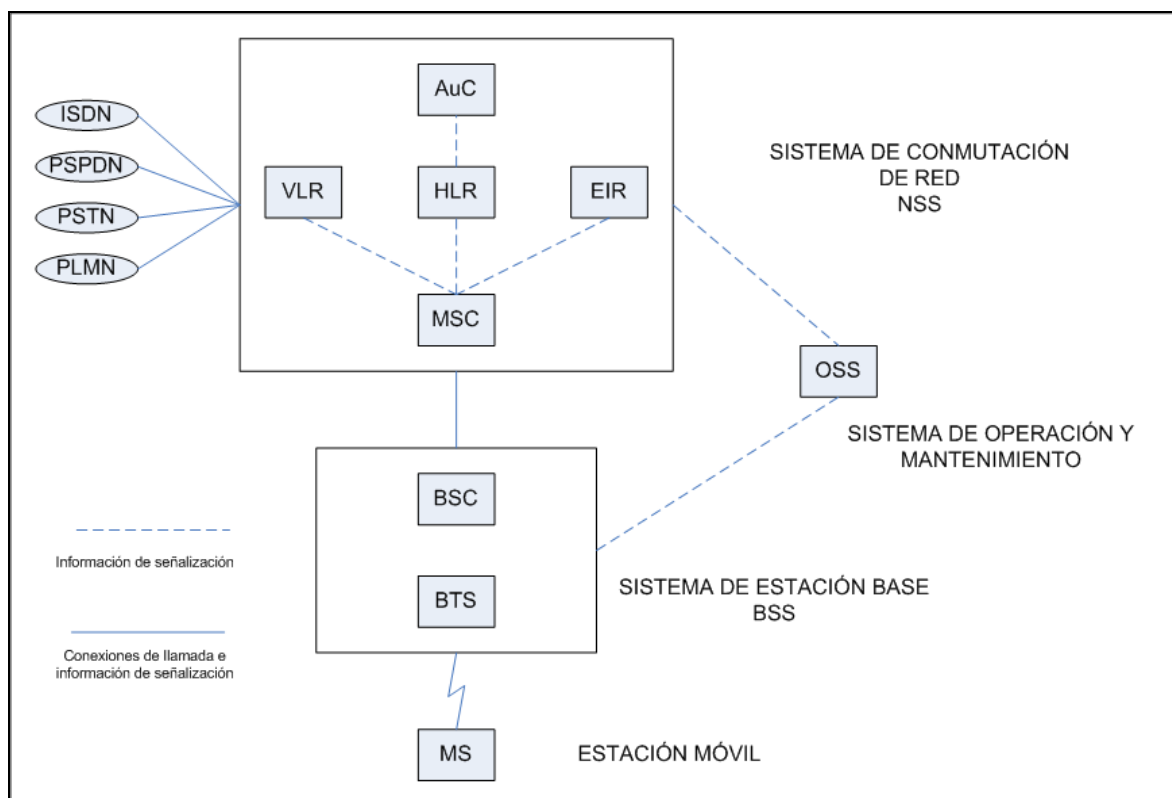 AuC
ISDN
PSPDN
PSTN
PLMN
VLR
HLR
EIR
MSC
SISTEMA DE CONMUTACIÓN
DE RED
NSS
OSS
SISTEMA DE OPERACIÓN Y
MANTENIMIENTO
BSC
BTS
SISTEMA DE ESTACIÓN BASE
BSS
Información de señalización
Conexiones de llamada e
información de señalización
MS
ESTACIÓN MÓVIL